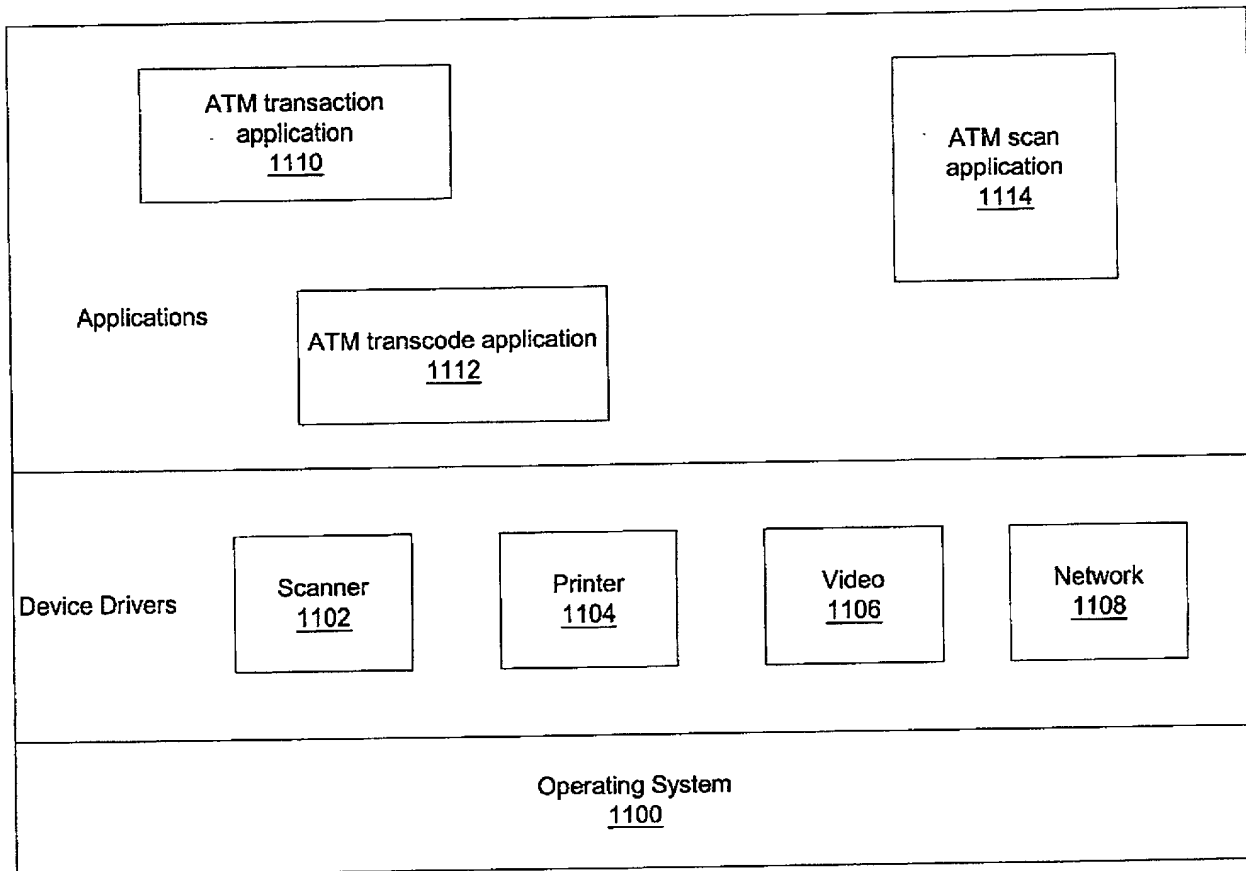 ATM transaction
application
1110
ATM scan
application
1114
Applications
ATM transcode application
1112
Device Drivers
Scanner
1102
Printer
1104
Video
1106
Network
1108
Operating System
1100